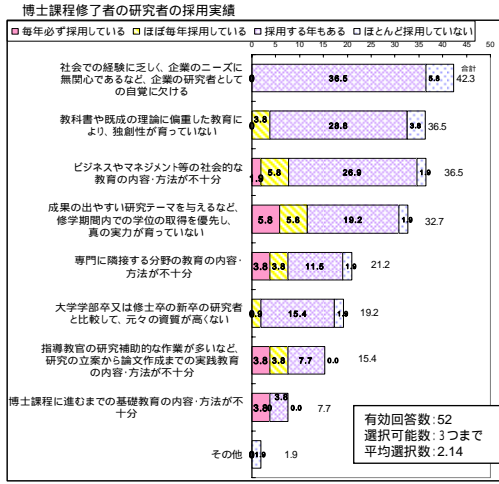 博士課程修了者の研究者の採用実績
毎年必ず採用している ほぼ毎年採用している 採用する年もある ほとんど採用していない
0 5 10 15 20 25 30 35 40 45 50
合計
社会での経験に乏しく、企業のニーズに
無関心であるなど、企業の研究者として
の自覚に欠ける
0 36.5 5.8 42.3
教科書や既成の理論に偏重した教育に
より、独創性が育っていない
0 3.8 28.8 3.8 36.5
ビジネスやマネジメント等の社会的な
教育の内容・方法が不十分
1.9 5.8 26.9 1.9 36.5
成果の出やすい研究テーマを与えるなど、
修学期間内での学位の取得を優先し、
真の実力が育っていない
5.8 5.8 19.2 1.9 32.7
専門に隣接する分野の教育の内容・
方法が不十分
3.8 3.8 11.5 1.9 21.2
大学学部卒又は修士卒の新卒の研究者
と比較して、元々の資質が高くない
15.4 1.9 19.2
指導教官の研究補助的な作業が多いなど、
研究の立案から論文作成までの実践教育
の内容・方法が不十分
3.8 3.8 7.7 0.0 15.4
博士課程に進むまでの基礎教育の内容・方法が不
十分
3.8 0 3.8 0.0 7.7
その他
1.9 1.9
有効回答数:52
選択可能数:3つまで
平均選択数:2.14